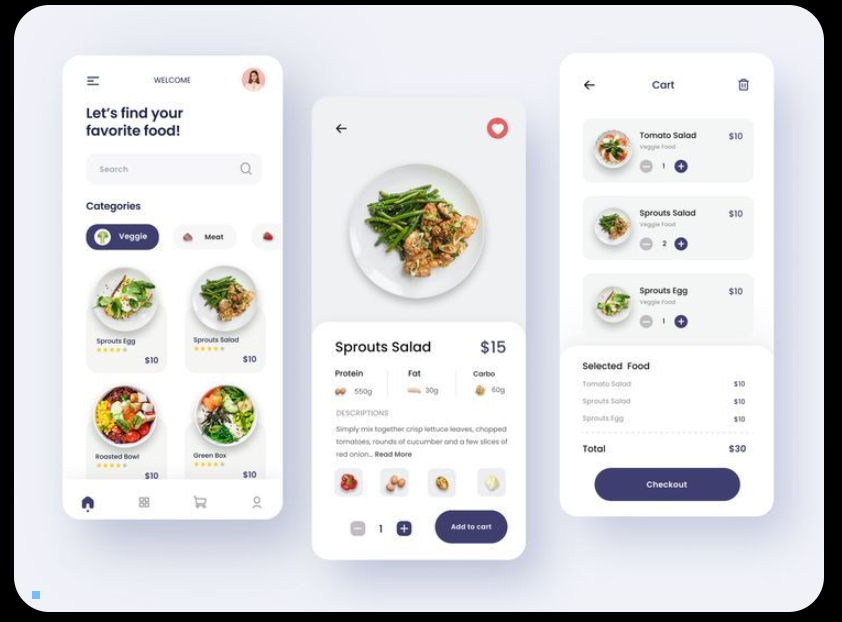 WELCOME
Let's find your
favorite food!
Search
Categories
Veggie
Meat
Sprouts Egg
$10
Sprouts Salad
$10
Roasted Bowl
$10
Green Box
$10
Sprouts Salad
$15
Protein
Fat
Carbo
550g
30g
60g
DESCRIPTIONS
Simply mix together crisp lettuce leaves, chopped
tomatoes, rounds of cucumber and a few slices of
red onion... Read More
1
Add to cart
Cart
Tomato Salad
$10
Veggie Food
1
Sprouts Salad
$10
Veggie Food
2
Sprouts Egg
$10
Veggie Food
1
Selected Food
Tomato Salad
$10
Sprouts Salad
$10
Sprouts Egg
$10
Total
$30
Checkout